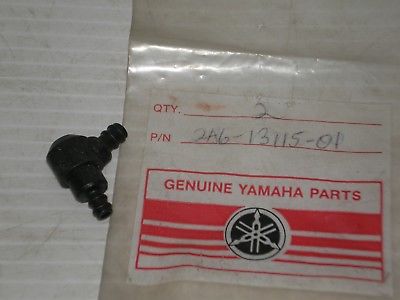 QTY. 2
P/N 2A6-13115-01
GENUINE YAMAHA PARTS